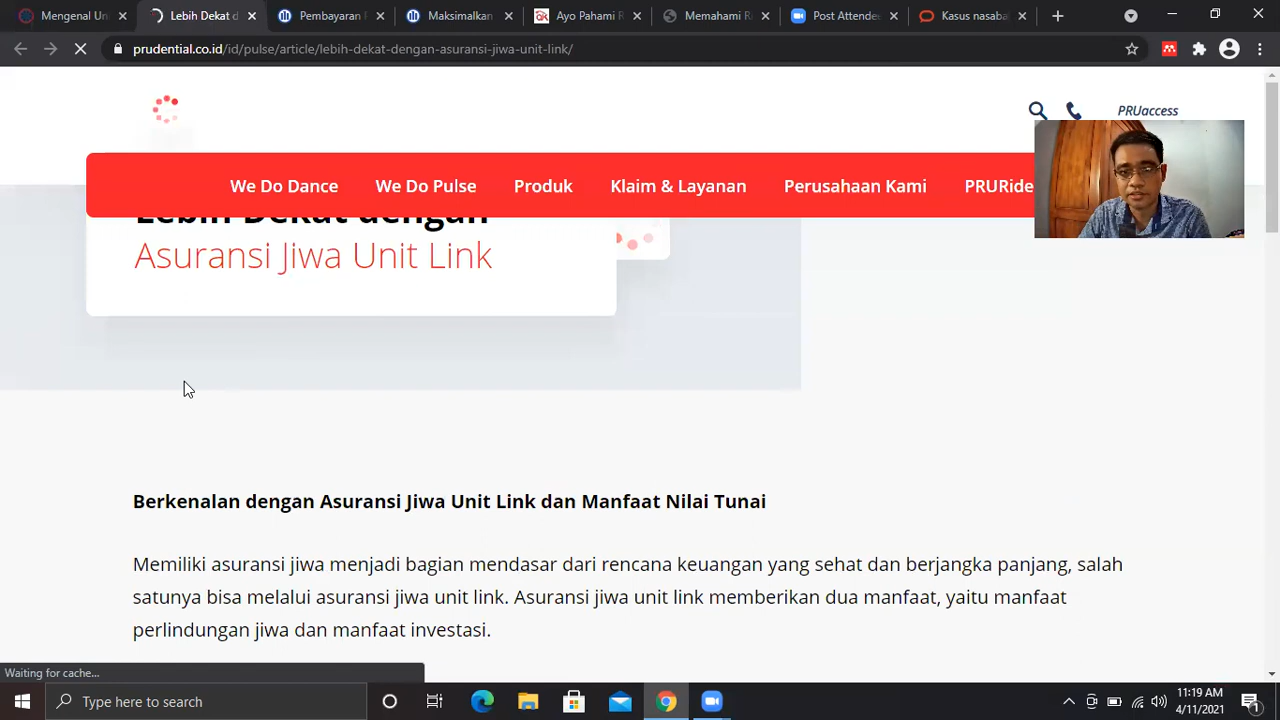 Mengenal Un
Lebih Dekat d
Pembayaran P
Maksimalkan
Ayo Pahami R
Memahami Ri
Post Attendee
Kasus nasaba
prudential.co.id/id/pulse/article/lebih-dekat-dengan-asuransi-jiwa-unit-link/
PRUaccess
We Do Dance We Do Pulse Produk Klaim & Layanan Perusahaan Kami PRURide
Lebih Dekat dengan
Asuransi Jiwa Unit Link
Berkenalan dengan Asuransi Jiwa Unit Link dan Manfaat Nilai Tunai
Memiliki asuransi jiwa menjadi bagian mendasar dari rencana keuangan yang sehat dan berjangka panjang, salah
satunya bisa melalui asuransi jiwa unit link. Asuransi jiwa unit link memberikan dua manfaat, yaitu manfaat
perlindungan jiwa dan manfaat investasi.
Waiting for cache...
Type here to search
11:19 AM
4/11/2021